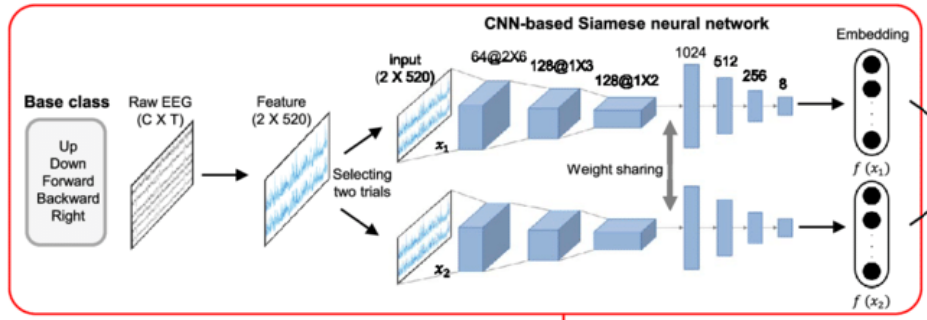 CNN-based Siamese neural network
Embedding
Base class
Up
Down
Forward
Backward
Right
Raw EEG
(C X T)
Feature
(2 X 520)
Selecting
two trials
input
(2 X 520)
x₁
64@2X6
128@1X3
128@1X2
1024
512
256
8
Weight sharing
f (x₁)
x₂
f (x₂)